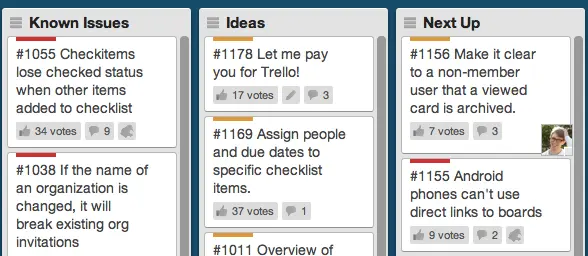 Known Issues
#1055 Checkitems
lose checked status
when other items
added to checklist
34 votes 9
#1038 If the name of
an organization is
changed, it will
break existing org
invitations
Ideas
#1178 Let me pay
you for Trello!
17 votes 3
#1169 Assign people
and due dates to
specific checklist
items.
37 votes 1
#1011 Overview of
Next Up
#1156 Make it clear
to a non-member
user that a viewed
card is archived.
7 votes 3
#1155 Android
phones can't use
direct links to boards
9 votes 2